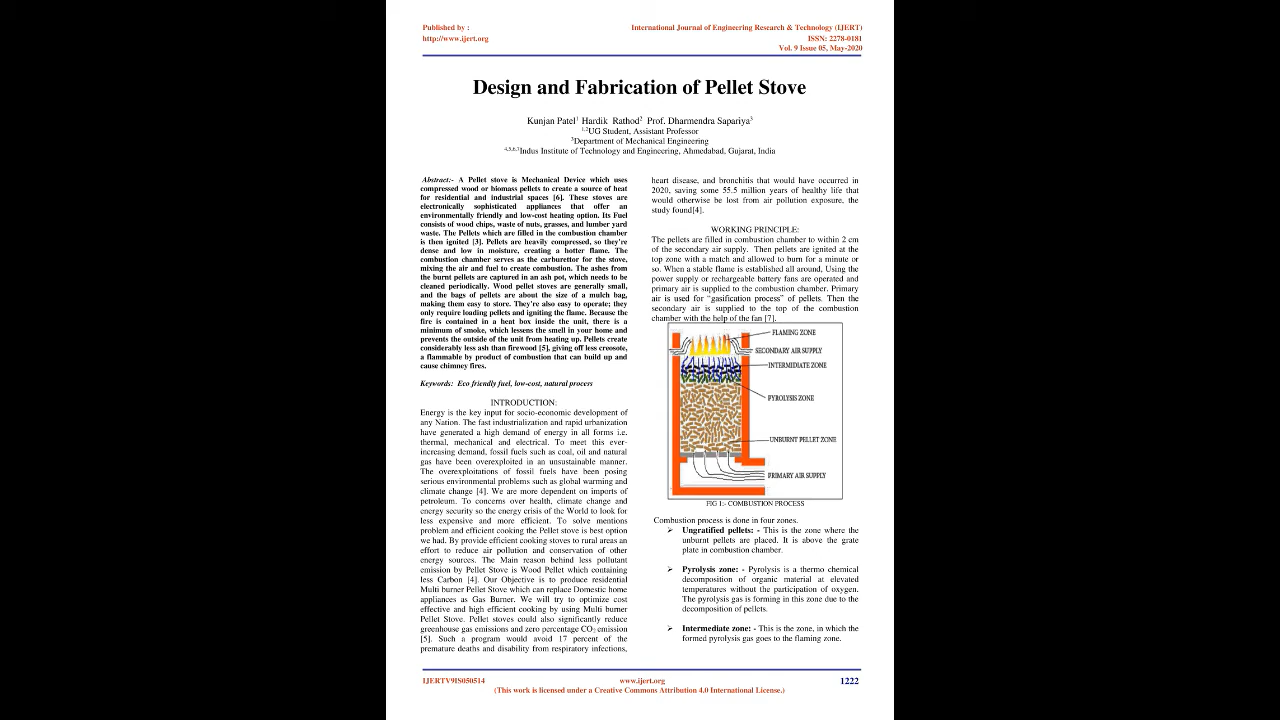 Published by :
International Journal of Engineering Research & Technology (IJERT)
http://www.ijert.org
ISSN: 2278-0181
Vol. 9 Issue 05, May-2020
Design and Fabrication of Pellet Stove
Kunjan Patel1 Hardik Rathod2 Prof. Dharmendra Sapariya3
1,2UG Student, Assistant Professor
3Department of Mechanical Engineering
4,5,6,7Indus Institute of Technology and Engineering, Ahmedabad, Gujarat, India
Abstract:- A Pellet stove is Mechanical Device which uses
compressed wood or biomass pellets to create a source of heat
for residential and industrial spaces [6]. These stoves are
electronically sophisticated appliances that offer an
environmentally friendly and low-cost heating option. Its Fuel
consists of wood chips, waste of nuts, grasses, and lumber yard
waste. The Pellets which are filled in the combustion chamber
is then ignited [3]. Pellets are heavily compressed, so they're
dense and low in moisture, creating a hotter flame. The
combustion chamber serves as the carburettor for the stove,
mixing the air and fuel to create combustion. The ashes from
the burnt pellets are captured in an ash pot, which needs to be
cleaned periodically. Wood pellet stoves are generally small,
and the bags of pellets are about the size of a mulch bag,
making them easy to store. They're also easy to operate; they
only require loading pellets and igniting the flame. Because the
fire is contained in a heat box inside the unit, there is a
minimum of smoke, which lessens the smell in your home and
prevents the outside of the unit from heating up. Pellets create
considerably less ash than firewood [5], giving off less creosote,
a flammable by product of combustion that can build up and
cause chimney fires.
Keywords: Eco friendly fuel, low-cost, natural process
INTRODUCTION:
Energy is the key input for socio-economic development of
any Nation. The fast industrialization and rapid urbanization
have generated a high demand of energy in all forms i.e.
thermal, mechanical and electrical. To meet this ever-
increasing demand, fossil fuels such as coal, oil and natural
gas have been overexploited in an unsustainable manner.
The overexploitations of fossil fuels have been posing
serious environmental problems such as global warming and
climate change [4]. We are more dependent on imports of
petroleum. To concerns over health, climate change and
energy security so the energy crisis of the World to look for
less expensive and more efficient. To solve mentions
problem and efficient cooking the Pellet stove is best option
we had. By provide efficient cooking stoves to rural areas an
effort to reduce air pollution and conservation of other
energy sources. The Main reason behind less pollutant
emission by Pellet Stove is Wood Pellet which containing
less Carbon [4]. Our Objective is to produce residential
Multi burner Pellet Stove which can replace Domestic home
appliances as Gas Burner. We will try to optimize cost
effective and high efficient cooking by using Multi burner
Pellet Stove. Pellet stoves could also significantly reduce
greenhouse gas emissions and zero percentage CO2 emission
[5]. Such a program would avoid 17 percent of the
premature deaths and disability from respiratory infections,
heart disease, and bronchitis that would have occurred in
2020, saving some 55.5 million years of healthy life that
would otherwise be lost from air pollution exposure, the
study found[4].
WORKING PRINCIPLE:
The pellets are filled in combustion chamber to within 2 cm
of the secondary air supply. Then pellets are ignited at the
top zone with a match and allowed to burn for a minute or
so. When a stable flame is established all around, Using the
power supply or rechargeable battery fans are operated and
primary air is supplied to the combustion chamber. Primary
air is used for “gasification process” of pellets. Then the
secondary air is supplied to the top of the combustion
chamber with the help of the fan [7].
FLAMING ZONE
SECONDARY AIR SUPPLY
INTERMIDIATE ZONE
PYROLYSIS ZONE
UNBURNT PELLET ZONE
PRIMARY AIR SUPPLY
FIG 1:- COMBUSTION PROCESS
Combustion process is done in four zones.
➢ Ungratified pellets: - This is the zone where the
unburnt pellets are placed. It is above the grate
plate in combustion chamber.
➢ Pyrolysis zone: - Pyrolysis is a thermo chemical
decomposition of organic material at elevated
temperatures without the participation of oxygen.
The pyrolysis gas is forming in this zone due to the
decomposition of pellets.
➢ Intermediate zone: - This is the zone, in which the
formed pyrolysis gas goes to the flaming zone.
IJERTV9IS050514
www.ijert.org
1222
(This work is licensed under a Creative Commons Attribution 4.0 International License.)